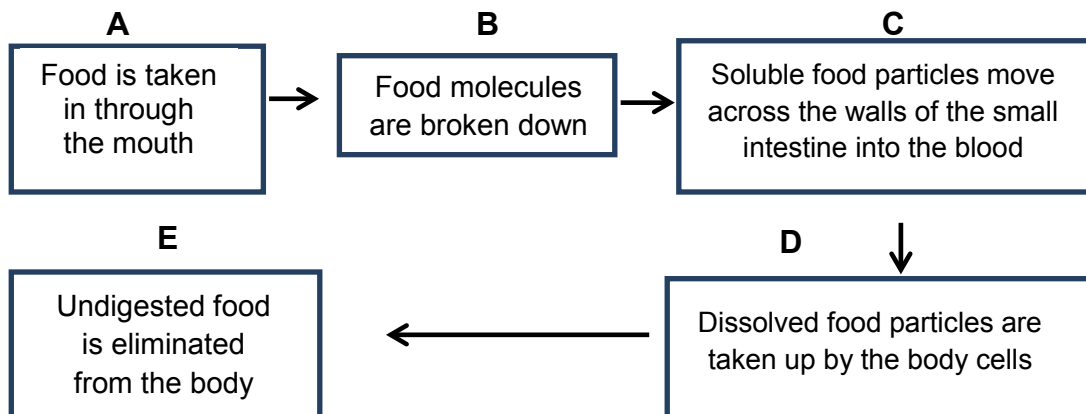 A
Food is taken
in through
the mouth
B
Food molecules
are broken down
C
Soluble food particles move
across the walls of the small
intestine into the blood
D
Dissolved food particles are
taken up by the body cells
E
Undigested food
is eliminated
from the body